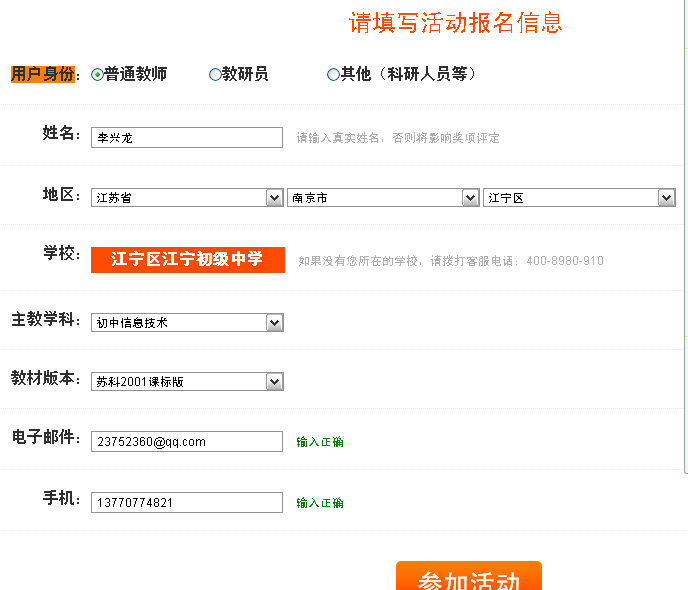 请填写活动报名信息
用户身份： 普通教师 教研员 其他（科研人员等）
姓名： 李兴龙 请输入真实姓名，否则将影响奖项评定
地区： 江苏省 南京市 江宁区
学校： 江宁区江宁初级中学 如果没有您所在的学校，请拨打客服电话：400-8980-910
主教学科： 初中信息技术
教材版本： 苏科2001课标版
电子邮件： 23752360@qq.com 输入正确
手机： 13770774821 输入正确
参加活动